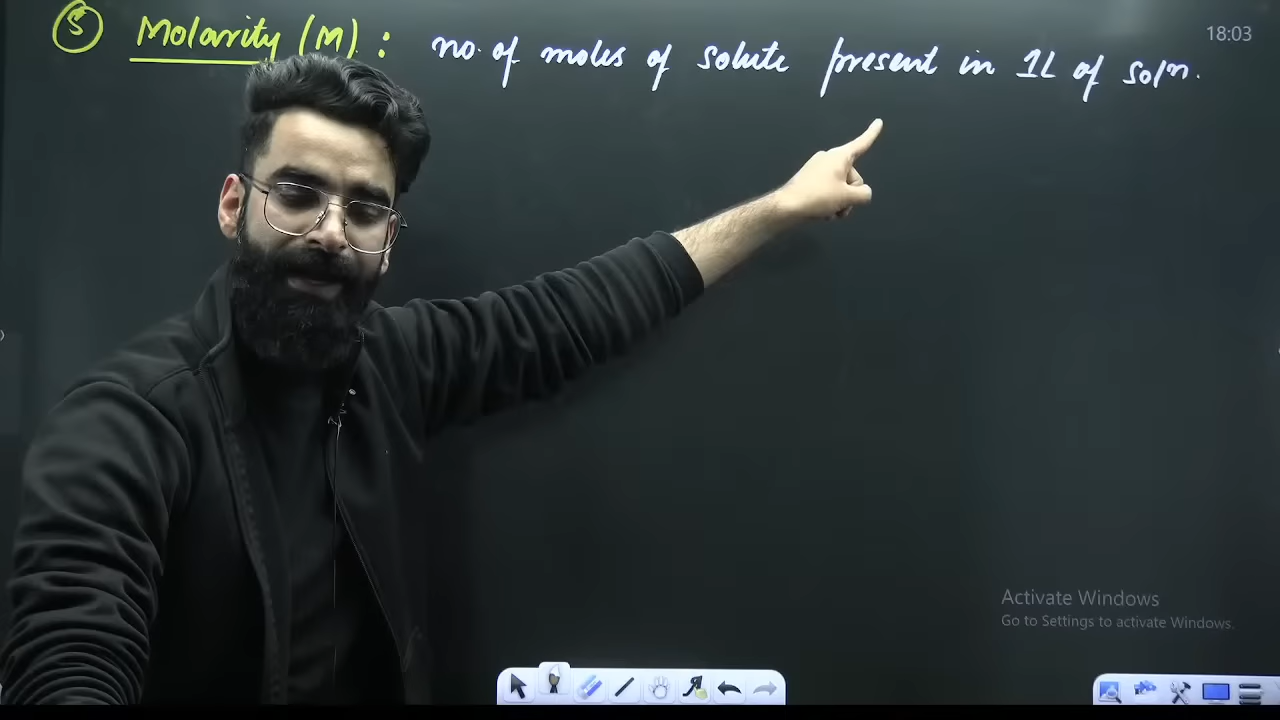 5 Molarity (M) : no. of moles of solute present in 1L of soln.
18:03
Activate Windows
Go to Settings to activate Windows.